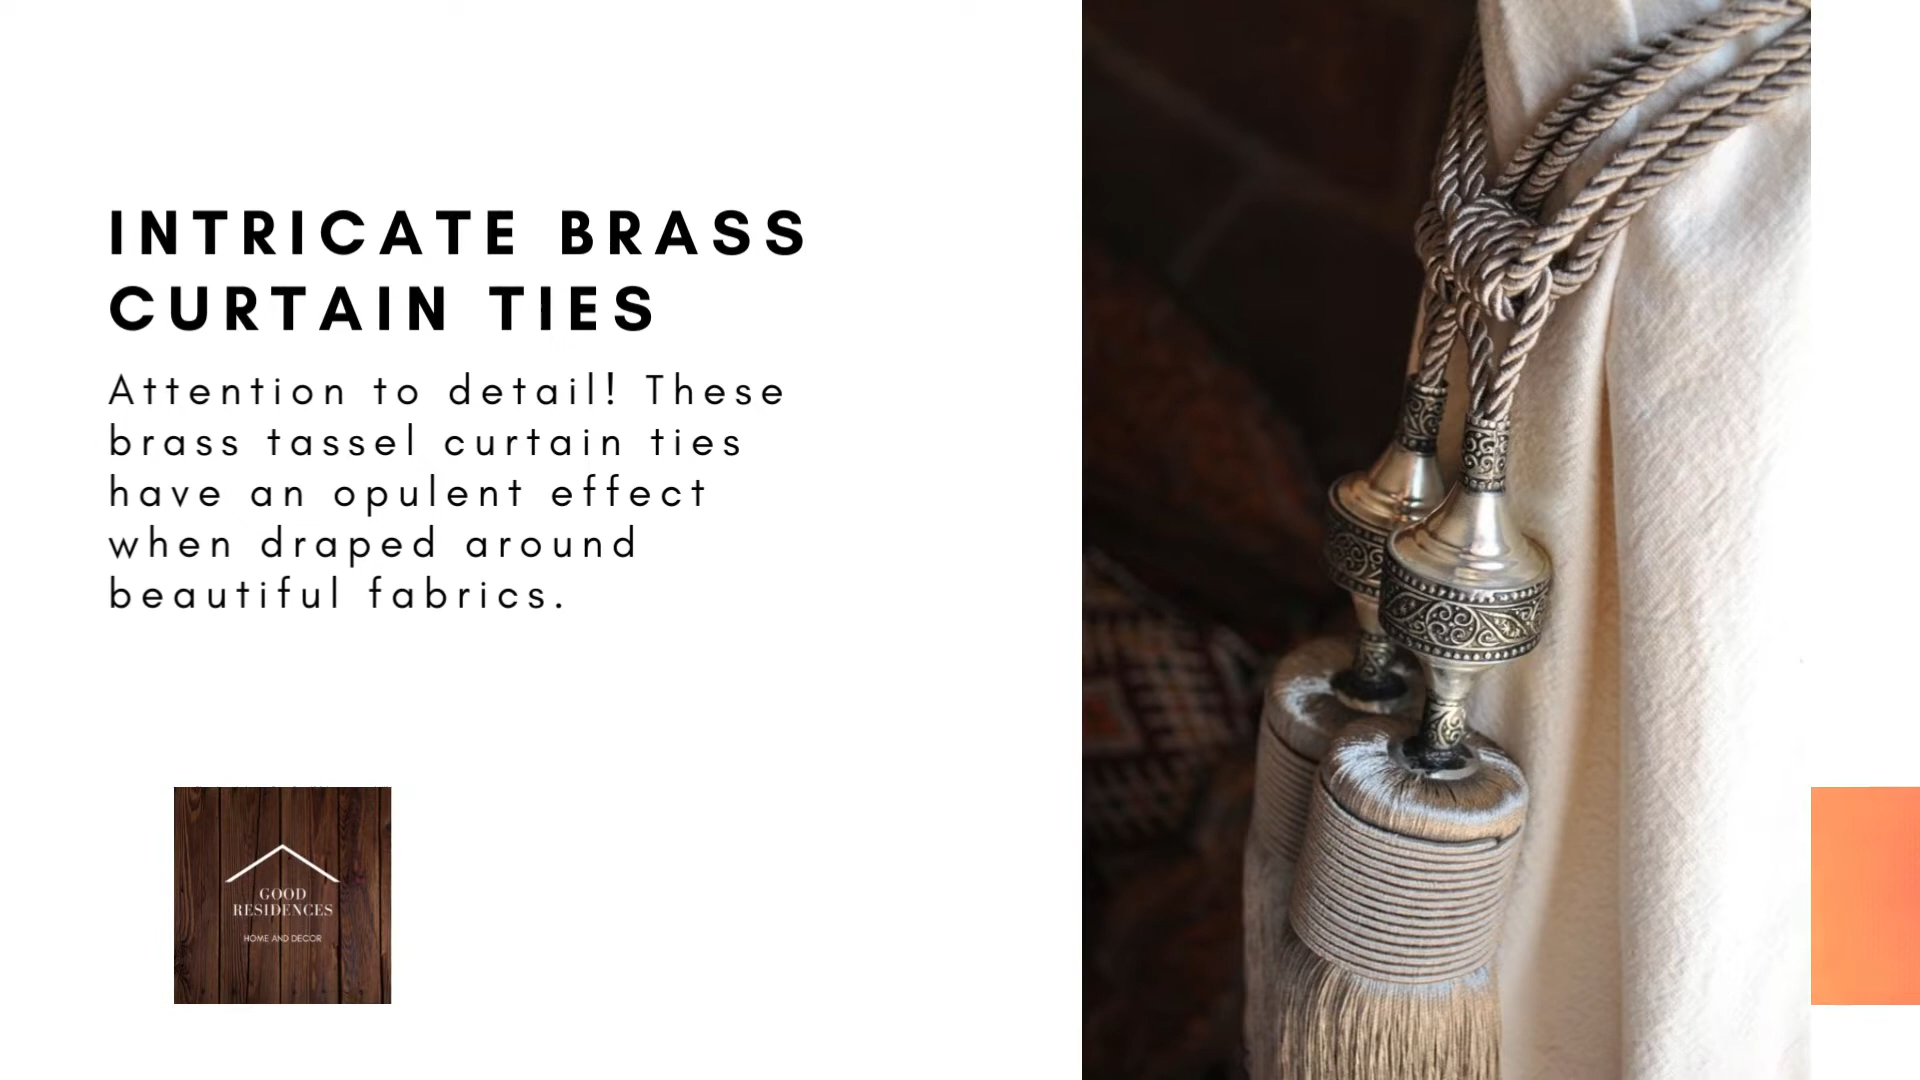 INTRICATE BRASS
CURTAIN TIES
Attention to detail! These
brass tassel curtain ties
have an opulent effect
when draped around
beautiful fabrics.
GOOD
RESIDENCES
HOME AND DECOR